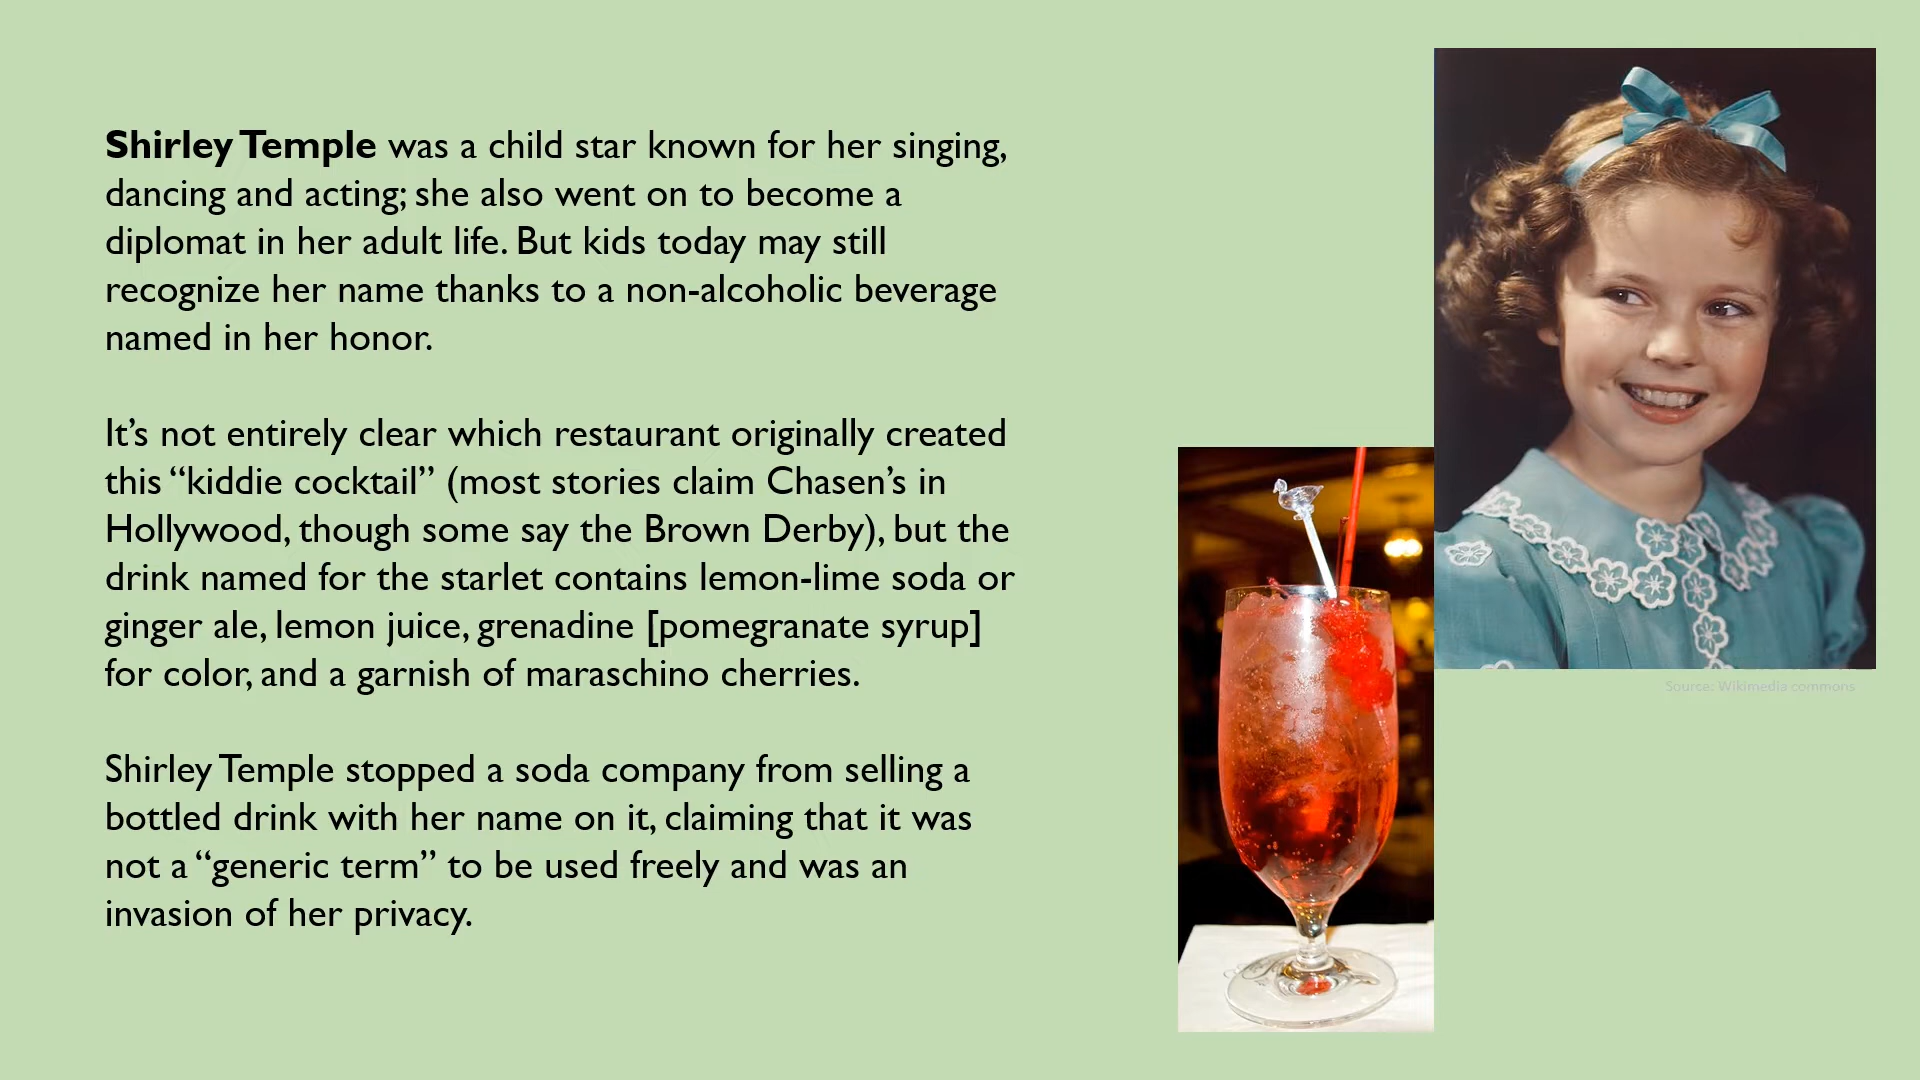 Shirley Temple was a child star known for her singing,
dancing and acting; she also went on to become a
diplomat in her adult life. But kids today may still
recognize her name thanks to a non-alcoholic beverage
named in her honor.
It’s not entirely clear which restaurant originally created
this “kiddie cocktail” (most stories claim Chasen’s in
Hollywood, though some say the Brown Derby), but the
drink named for the starlet contains lemon-lime soda or
ginger ale, lemon juice, grenadine [pomegranate syrup]
for color, and a garnish of maraschino cherries.
Shirley Temple stopped a soda company from selling a
bottled drink with her name on it, claiming that it was
not a “generic term” to be used freely and was an
invasion of her privacy.
Source: Wikimedia commons